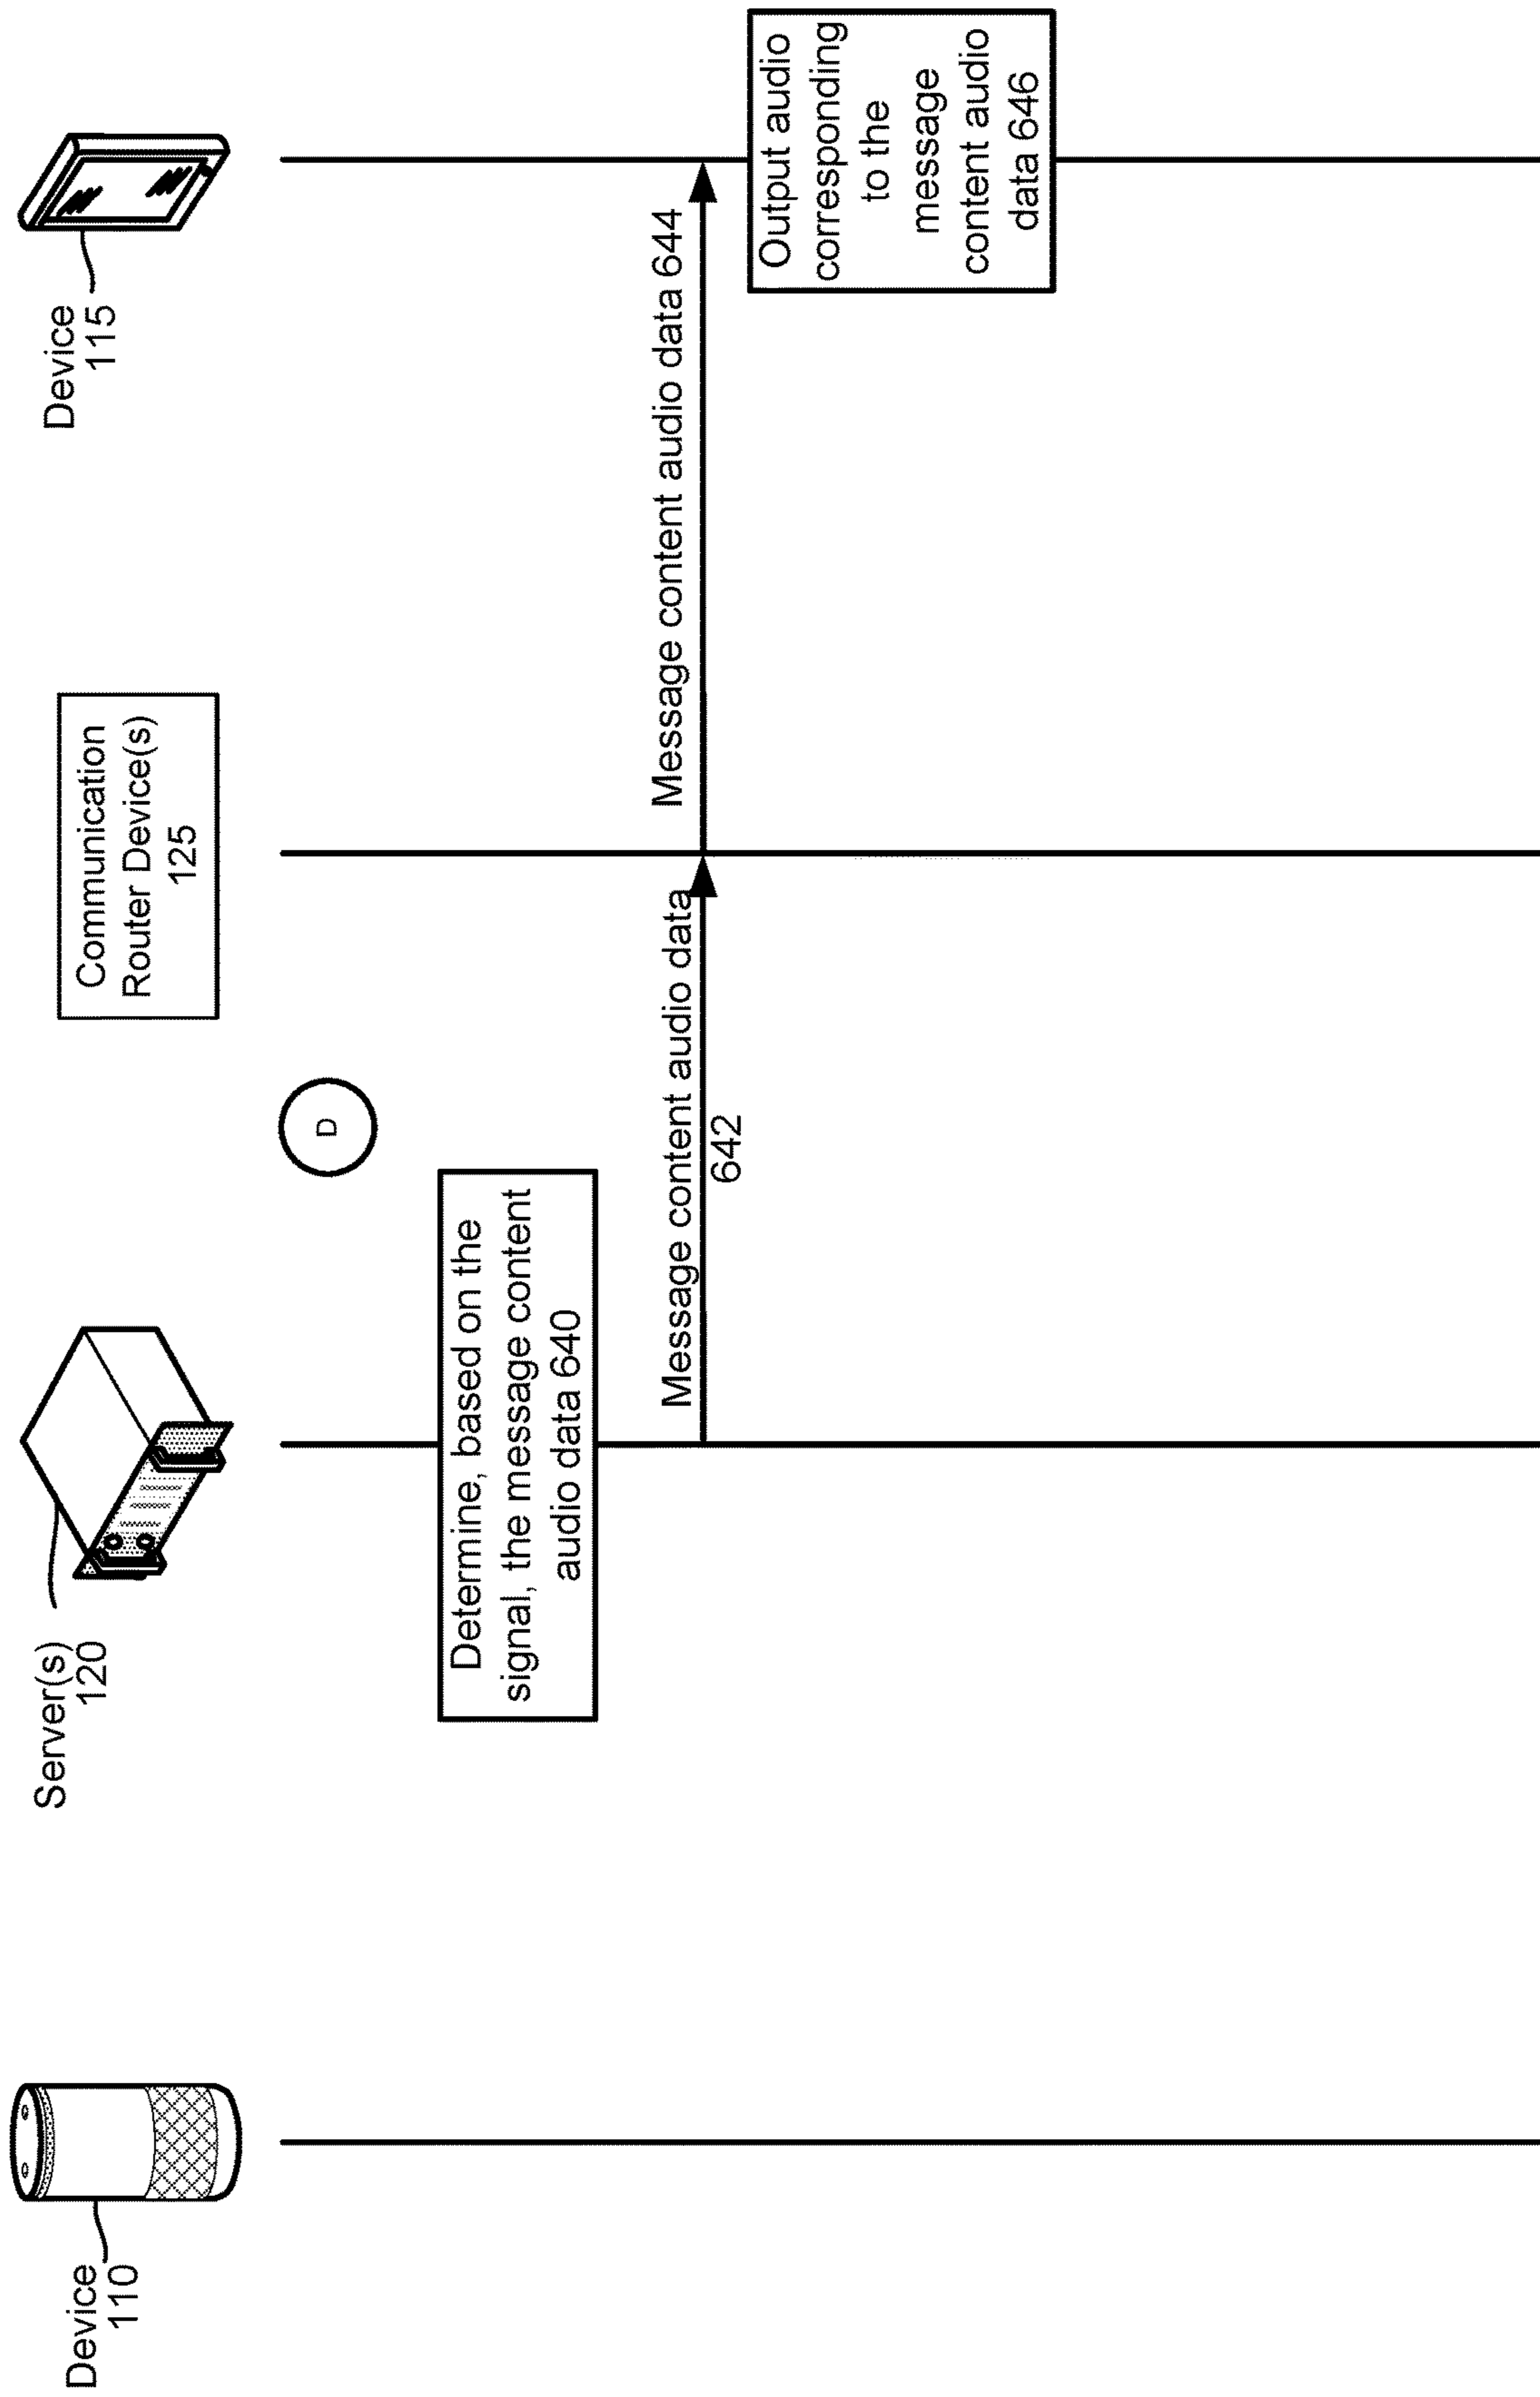 Device
110
Server(s)
120
Communication
Router Device(s)
125
Device
115
D
Determine, based on the
signal, the message content
audio data 640
Message content audio data
642
Message content audio data 644
Output audio
corresponding
to the
message
content audio
data 646